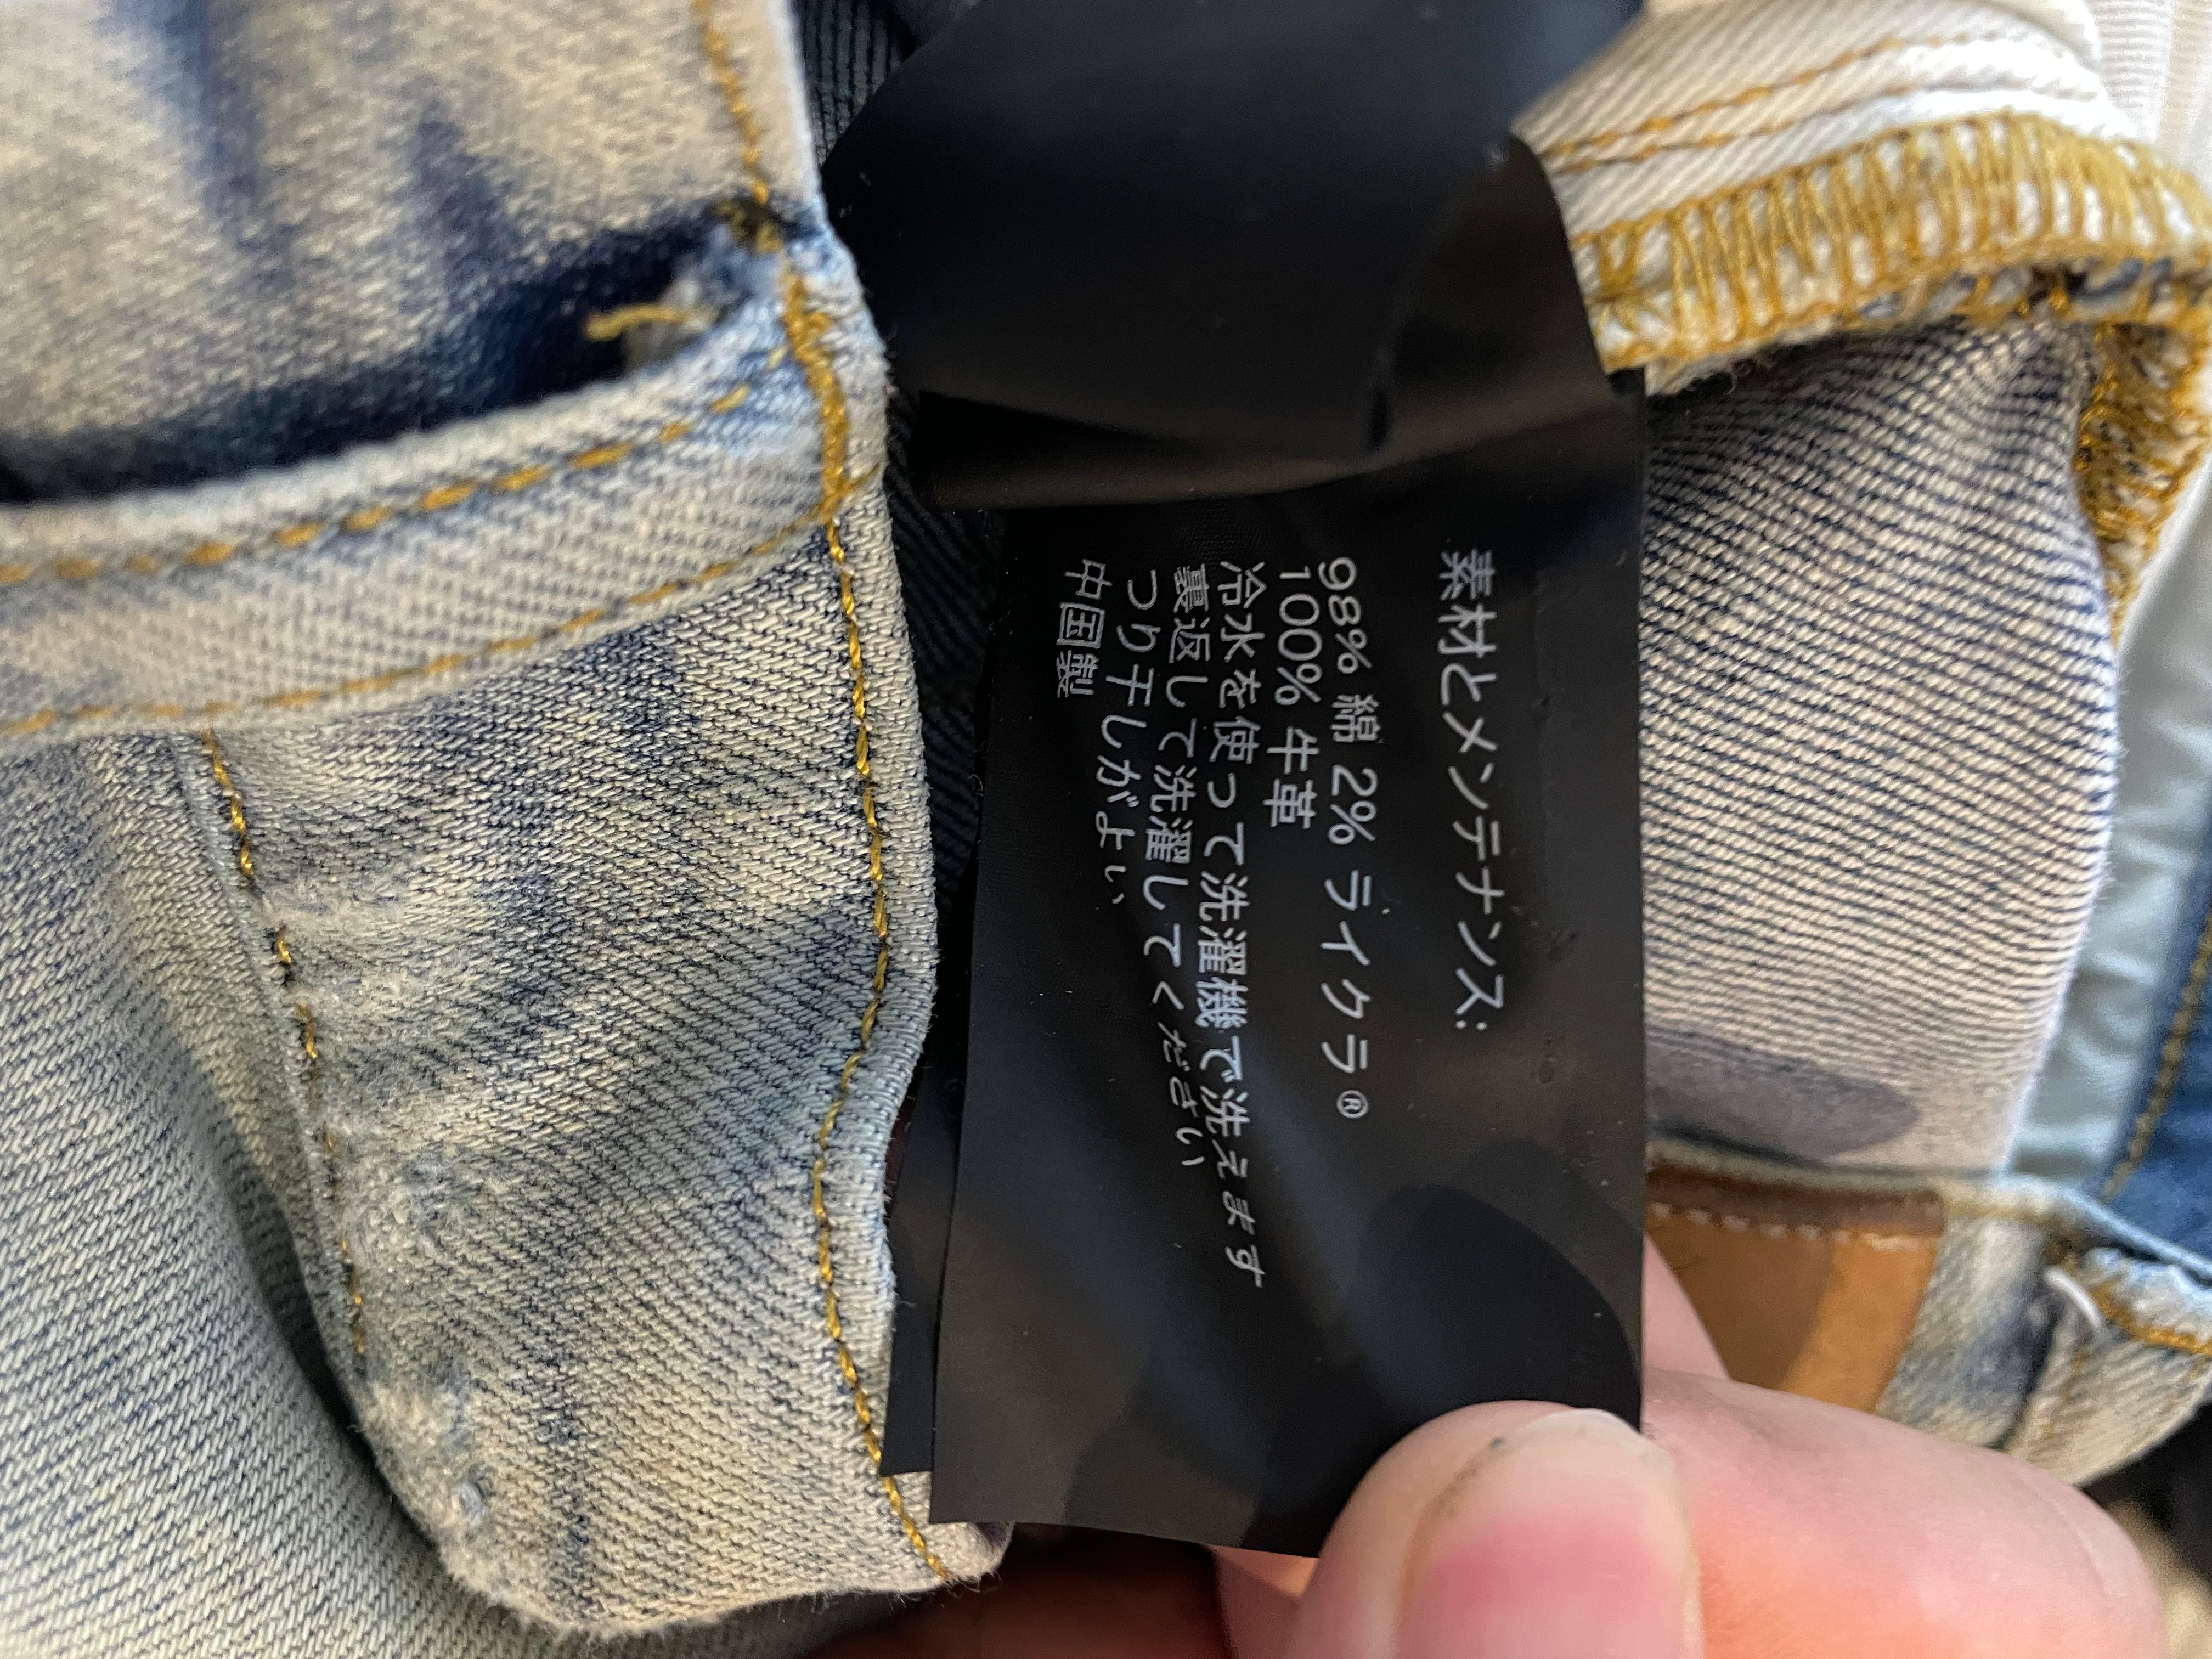 素材とメンテナンス:
98% 綿 2% ライクラ®
100% 牛革
冷水を使って洗濯機で洗えます
裏返して洗濯してください
つり干しがよい
中国製